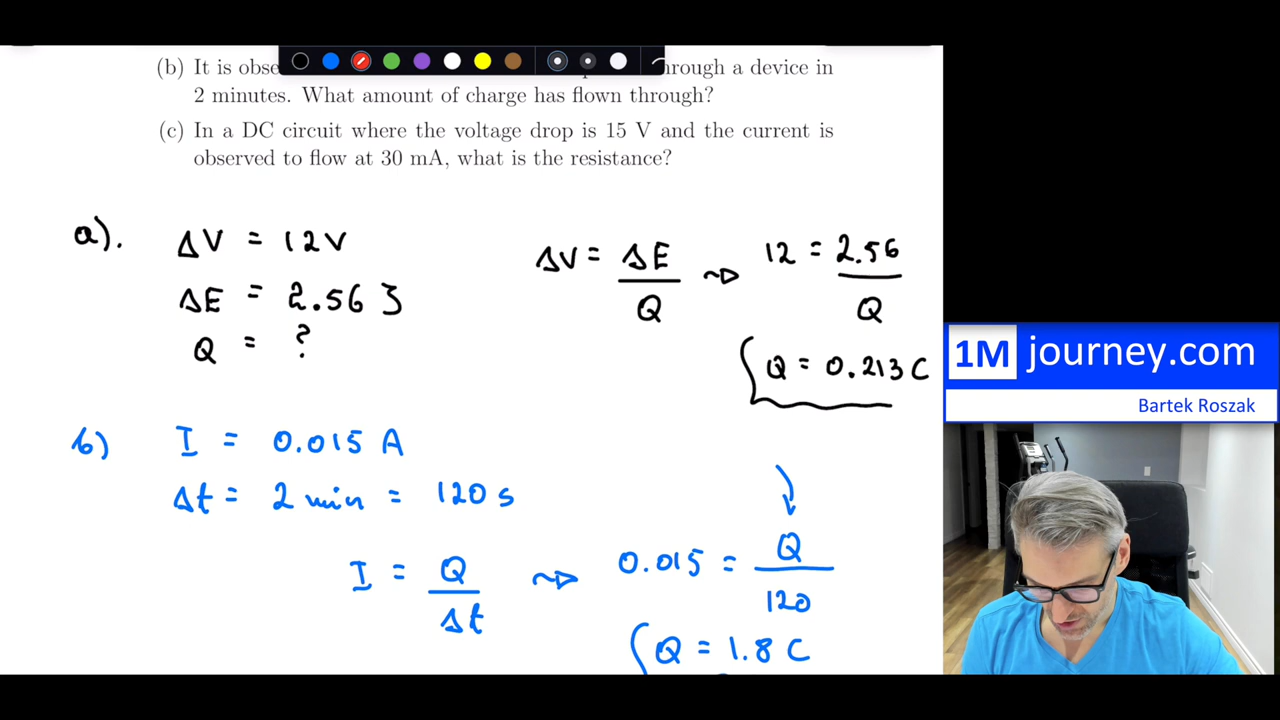 (b) It is obse hrough a device in
2 minutes. What amount of charge has flown through?
(c) In a DC circuit where the voltage drop is 15 V and the current is
observed to flow at 30 mA, what is the resistance?
a). ΔV = 12V
ΔE = 2.56 J
Q = ?
ΔV = ΔE / Q ⇝ 12 = 2.56 / Q
Q = 0.213 C
b) I = 0.015 A
Δt = 2 min = 120 s
I = Q / Δt ⇝ 0.015 = Q / 120
Q = 1.8 C
1M journey.com
Bartek Roszak